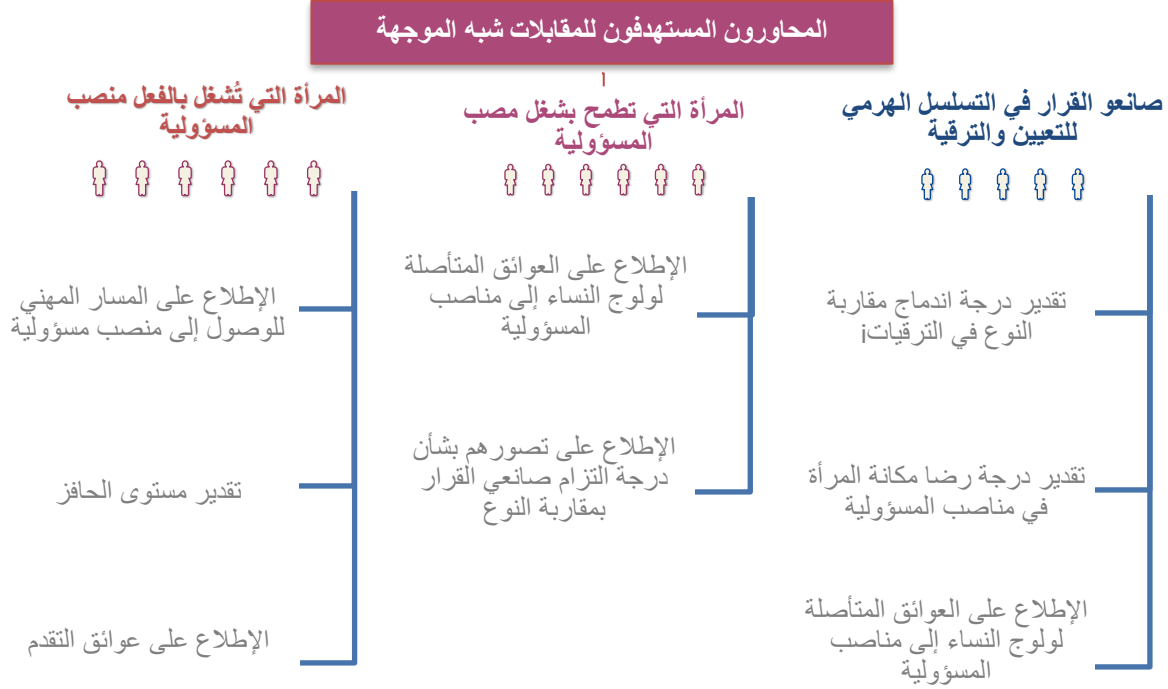 المحاورون المستهدفون للمقابلات شبه الموجهة
صانعو القرار في التسلسل الهرمي
للتعيين والترقية
تقدير درجة اندماج مقاربة
النوع في الترقياتi
تقدير درجة رضا مكانة المرأة
في مناصب المسؤولية
الإطلاع على العوائق المتأصلة
لولوج النساء إلى مناصب
المسؤولية
المرأة التي تطمح بشغل مصب
المسؤولية
الإطلاع على العوائق المتأصلة
لولوج النساء إلى مناصب
المسؤولية
الإطلاع على تصورهم بشأن
درجة التزام صانعي القرار
بمقاربة النوع
المرأة التي تُشغل بالفعل منصب
المسؤولية
الإطلاع على المسار المهني
للوصول إلى منصب مسؤولية
تقدير مستوى الحافز
الإطلاع على عوائق التقدم